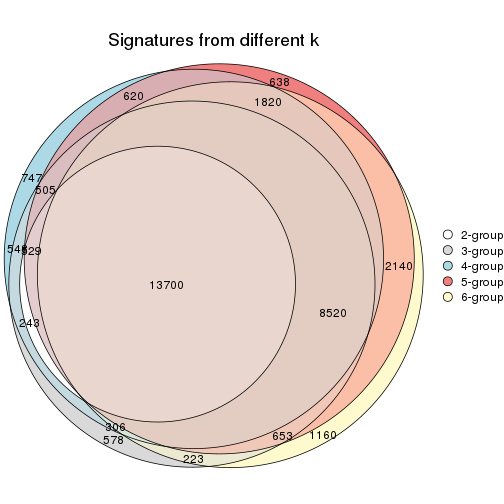 Signatures from different k
638
620
1820
747
505
529
2140
13700
8520
243
306
578
653
1160
223
2-group
3-group
4-group
5-group
6-group